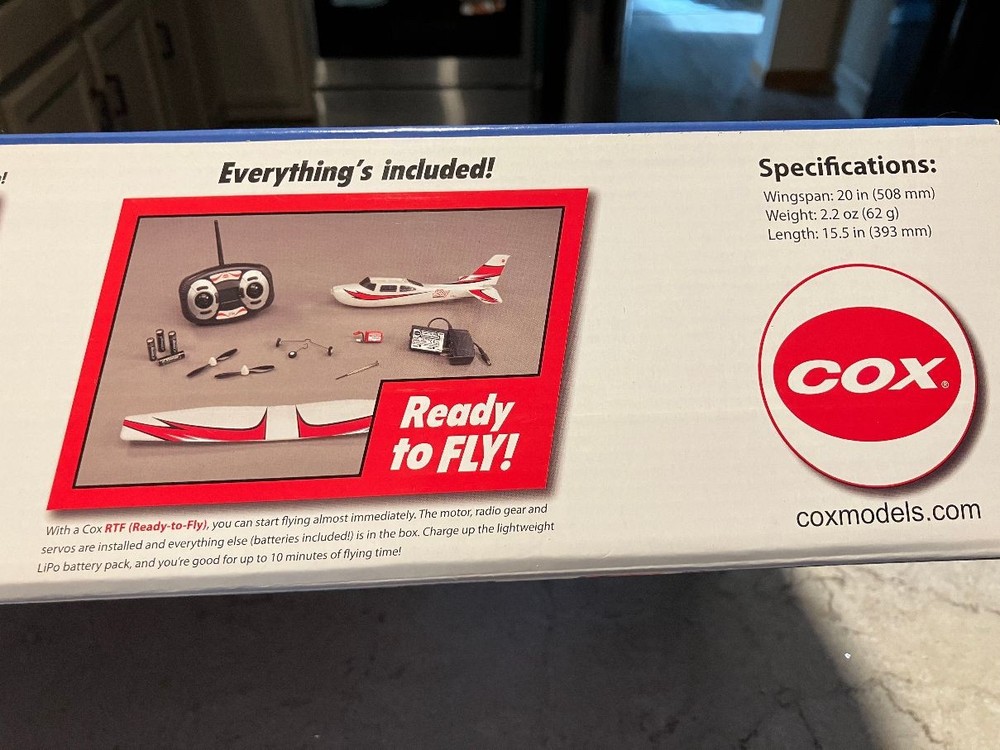 Everything's included!
Ready
to FLY!
With a Cox RTF (Ready-to-Fly), you can start flying almost immediately. The motor, radio gear and
servos are installed and everything else (batteries included!) is in the box. Charge up the lightweight
LiPo battery pack, and you're good for up to 10 minutes of flying time!
Specifications:
Wingspan: 20 in (508 mm)
Weight: 2.2 oz (62 g)
Length: 15.5 in (393 mm)
COX®
coxmodels.com